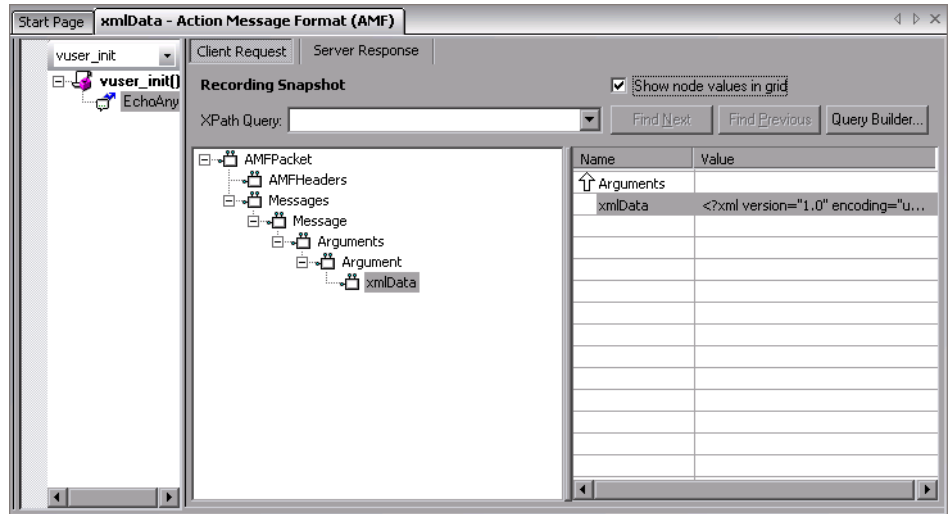 Start Page
xmlData - Action Message Format (AMF)
vuser_init
vuser_init()
EchoAny
Client Request
Server Response
Recording Snapshot
Show node values in grid
XPath Query:
Find Next
Find Previous
Query Builder...
AMFPacket
AMFHeaders
Messages
Message
Arguments
Argument
xmlData
Name Value
Arguments
xmlData <?xml version="1.0" encoding="u...